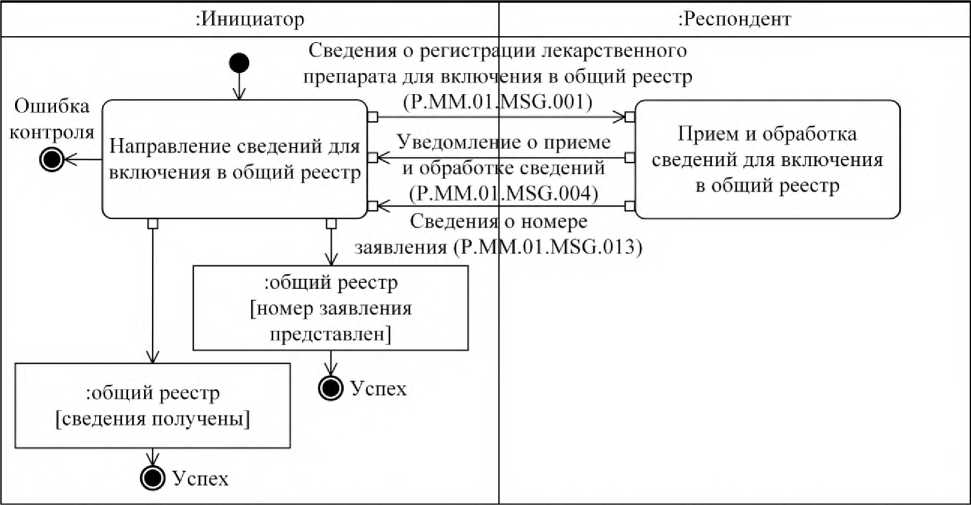 :Инициатор
:Респондент
Сведения о регистрации лекарственного
препарата для включения в общий реестр
(P.MM.01.MSG.001)
Ошибка
контроля
Направление сведений для
включения в общий реестр
Уведомление о приеме
и обработке сведений
(P.MM.01.MSG.004)
Прием и обработка
сведений для включения
в общий реестр
Сведения о номере
заявления (P.MM.01.MSG.013)
:общий реестр
[номер заявления
представлен]
Успех
:общий реестр
[сведения получены]
Успех